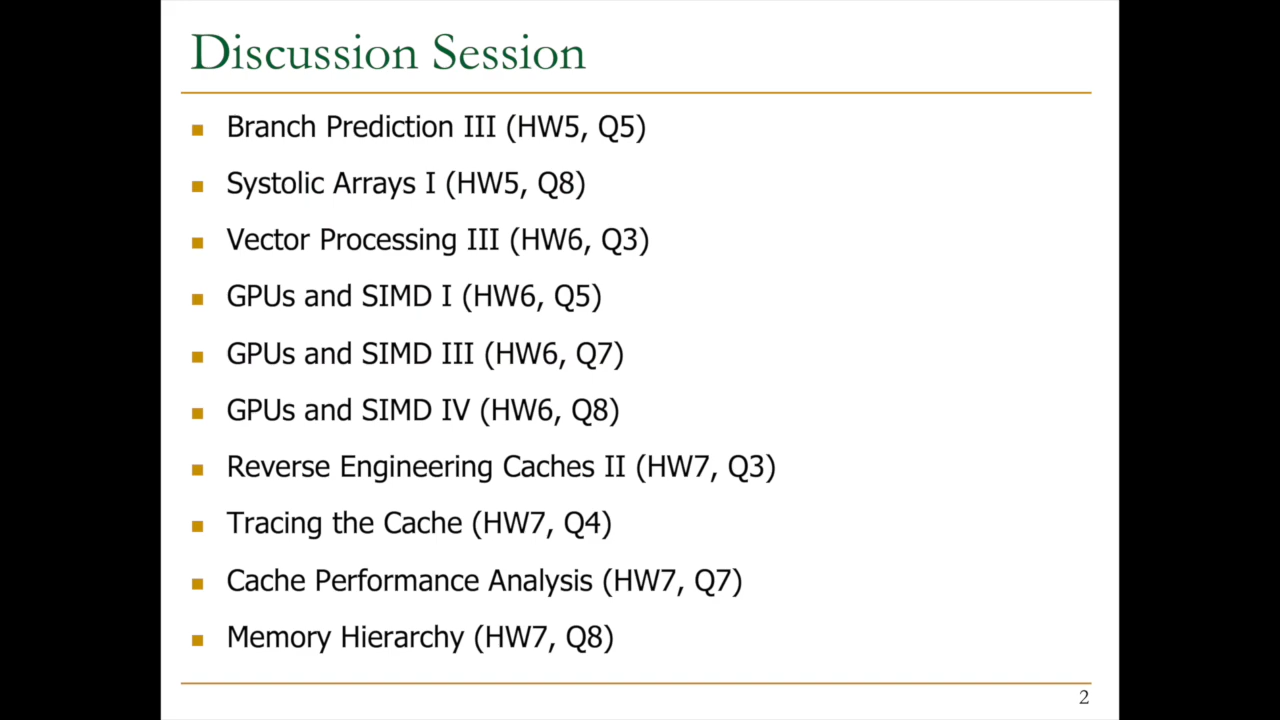 Discussion Session
Branch Prediction III (HW5, Q5)
Systolic Arrays I (HW5, Q8)
Vector Processing III (HW6, Q3)
GPUs and SIMD I (HW6, Q5)
GPUs and SIMD III (HW6, Q7)
GPUs and SIMD IV (HW6, Q8)
Reverse Engineering Caches II (HW7, Q3)
Tracing the Cache (HW7, Q4)
Cache Performance Analysis (HW7, Q7)
Memory Hierarchy (HW7, Q8)
2